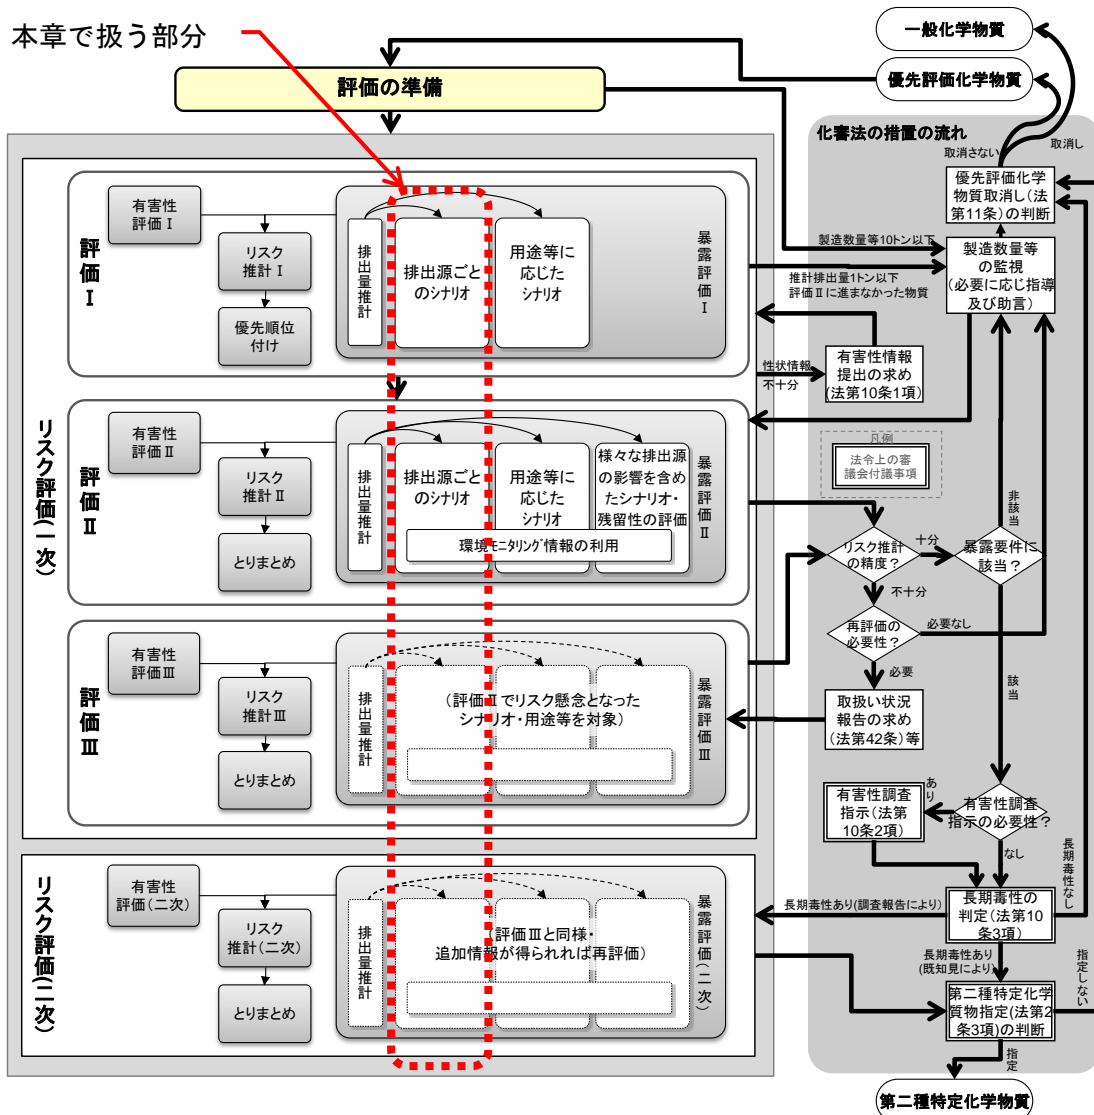 本章で扱う部分
一般化学物質
優先評価化学物質
評価の準備
化審法の措置の流れ
取消さない
取消し
優先評価化学
物質取消し(法
第11条)の判断
製造数量等10トン以下
製造数量等
の監視
(必要に応じ指導
及び助言)
推計排出量1トン以下
評価Ⅱに進まなかった物質
リスク評価(一次)
評価Ⅰ
有害性
評価Ⅰ
リスク
推計Ⅰ
優先順位
付け
排出量推計
排出源ごと
のシナリオ
用途等に
応じた
シナリオ
暴露評価Ⅰ
性状情報
不十分
有害性情報
提出の求め
(法第10条1項)
凡例
法令上の審
議会付議事項
評価Ⅱ
有害性
評価Ⅱ
リスク
推計Ⅱ
とりまとめ
排出量推計
排出源ごと
のシナリオ
用途等に
応じた
シナリオ
様々な排出源
の影響を含め
たシナリオ・
残留性の評価
環境モニタリング情報の利用
暴露評価Ⅱ
リスク推計
の精度?
十分
暴露要件に
該当?
非該当
不十分
再評価の
必要性?
必要なし
必要
該当
取扱い状況
報告の求め
(法第42条)等
評価Ⅲ
有害性
評価Ⅲ
リスク
推計Ⅲ
とりまとめ
排出量推計
(評価Ⅱでリスク懸念となった
シナリオ・用途等を対象)
暴露評価Ⅲ
有害性調査
指示(法第
10条2項)
あり
有害性調査
指示の必要性?
なし
長期毒性なし
リスク評価(二次)
有害性
評価(二次)
リスク
推計(二次)
とりまとめ
排出量推計
(評価Ⅲと同様・
追加情報が得られれば再評価)
暴露評価(二次)
長期毒性あり(調査報告により)
長期毒性の
判定(法第10
条3項)
長期毒性あり
(既知見により)
指定しない
第二種特定化学
質物指定(法第2
条3項)の判断
指定
第二種特定化学物質